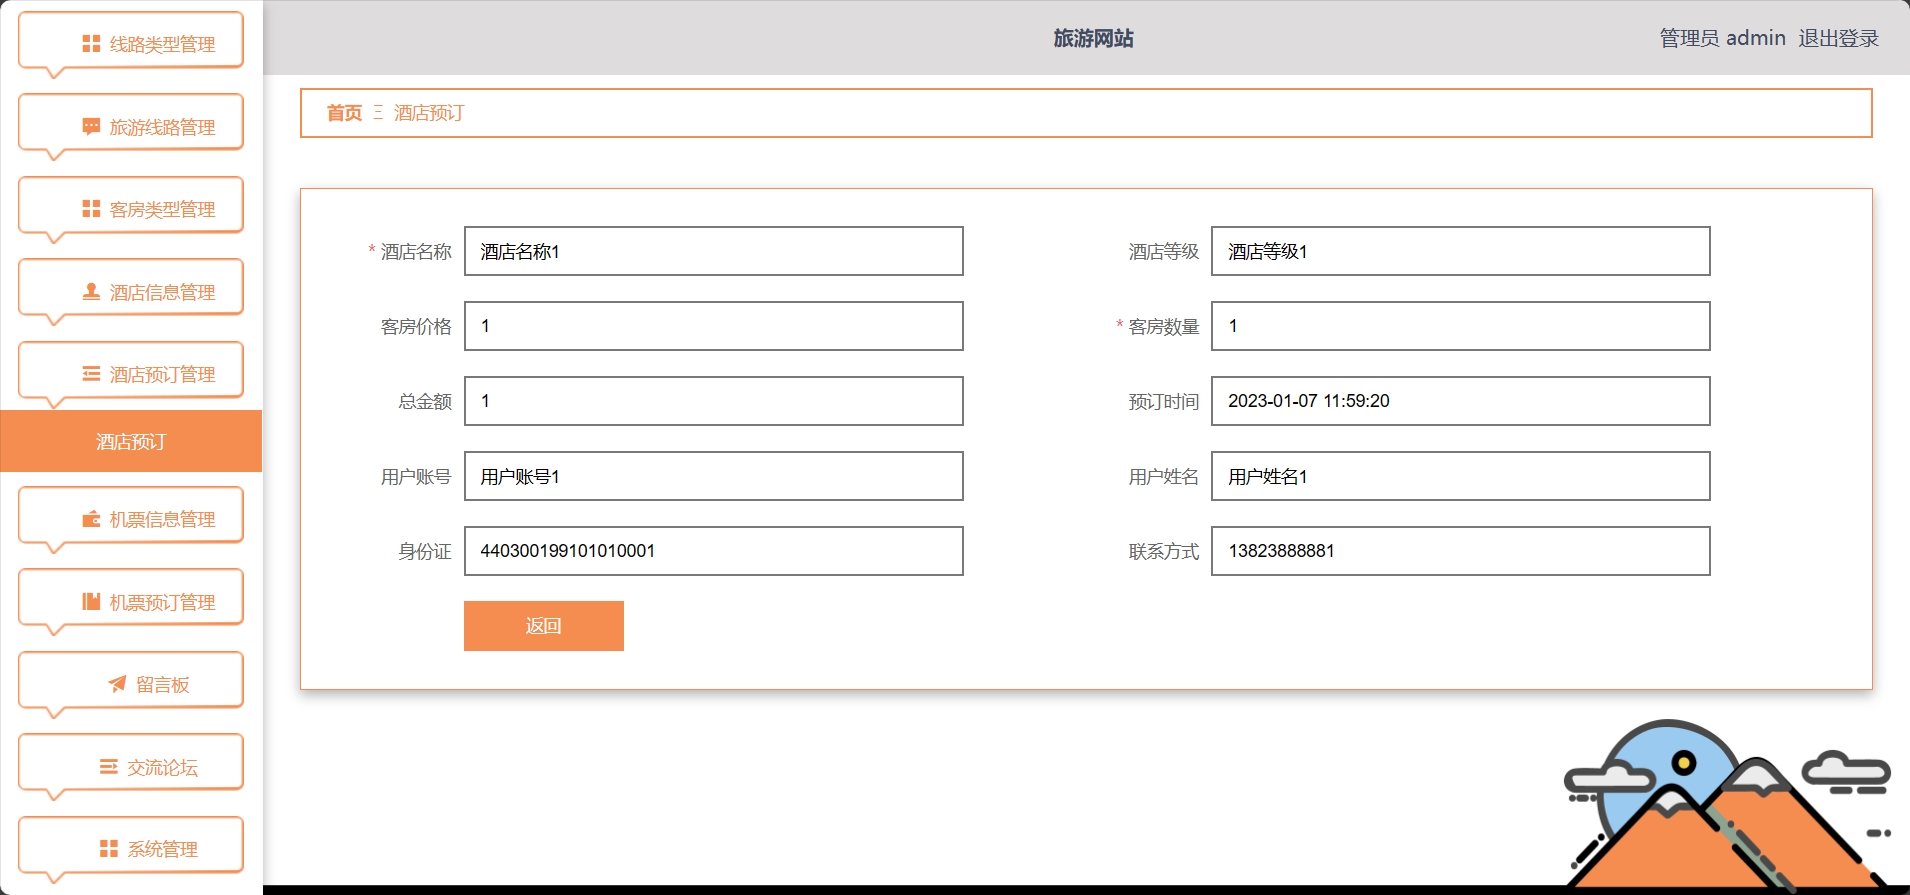 线路类型管理
旅游线路管理
客房类型管理
酒店信息管理
酒店预订管理
酒店预订
机票信息管理
机票预订管理
留言板
交流论坛
系统管理
旅游网站
管理员 admin 退出登录
首页 Ξ 酒店预订
* 酒店名称 酒店名称1
酒店等级 酒店等级1
客房价格 1
* 客房数量 1
总金额 1
预订时间 2023-01-07 11:59:20
用户账号 用户账号1
用户姓名 用户姓名1
身份证 440300199101010001
联系方式 13823888881
返回